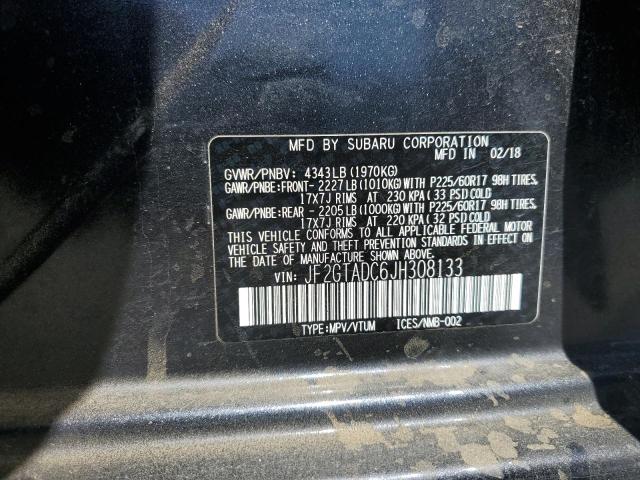 MFD BY SUBARU CORPORATION
MFD IN 02/18
GVWR/PNBV: 4343LB (1970KG)
GAWR/PNBE:FRONT- 2227LB (1010KG) WITH P225/60R17 98H TIRES,
17X7J RIMS AT 230 KPA ( 33 PSI) COLD
GAWR/PNBE:REAR - 2205LB (1000KG) WITH P225/60R17 98H TIRES,
17X7J RIMS AT 220 KPA ( 32 PSI) COLD
THIS VEHICLE CONFORMS TO ALL APPLICABLE FEDERAL MOTOR
VEHICLE SAFETY AND THEFT PREVENTION STANDARDS IN EFFECT ON
THE DATE OF MANUFACTURE SHOWN ABOVE.
VIN: JF2GTADC6JH308133
TYPE:MPV/VTUM ICES/NMB-002